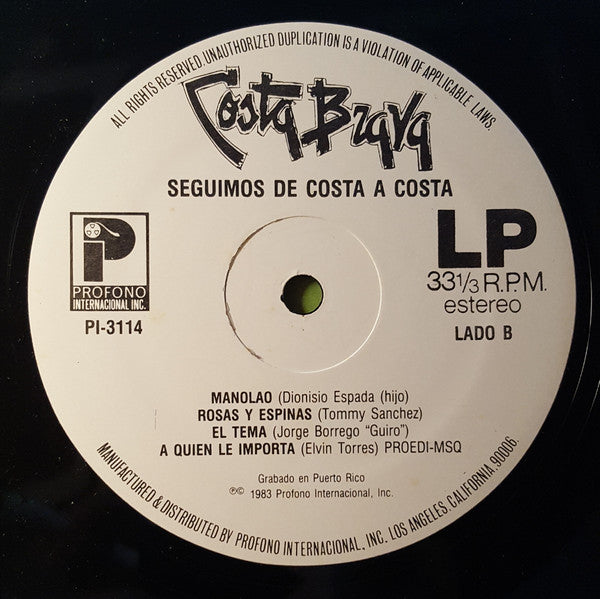 ALL RIGHTS RESERVED. UNAUTHORIZED DUPLICATION IS A VIOLATION OF APPLICABLE LAWS.
Costa Brava
SEGUIMOS DE COSTA A COSTA
P
PROFONO
INTERNACIONAL INC.
PI-3114
LP
33 1/3 R.P.M.
estereo
LADO B
MANOLAO (Dionisio Espada (hijo)
ROSAS Y ESPINAS (Tommy Sanchez)
EL TEMA (Jorge Borrego "Guiro")
A QUIEN LE IMPORTA (Elvin Torres) PROEDI-MSQ
Grabado en Puerto Rico
℗© 1983 Profono Internacional, Inc.
MANUFACTURED & DISTRIBUTED BY PROFONO INTERNACIONAL, INC. LOS ANGELES, CALIFORNIA. 90006.